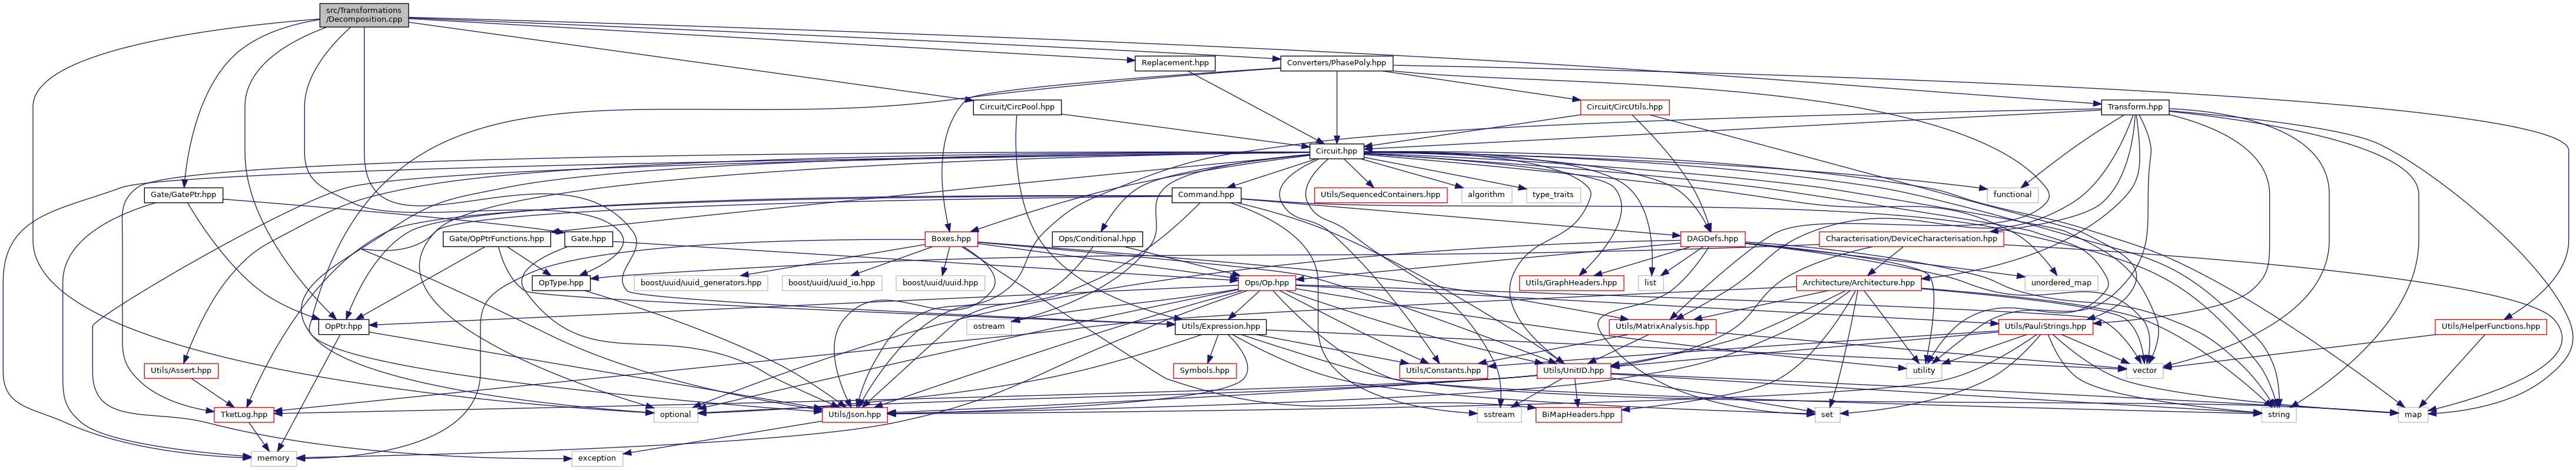 src/Transformations
/Decomposition.cpp
Replacement.hpp
Converters/PhasePoly.hpp
Circuit/CircPool.hpp
Circuit/CircUtils.hpp
Transform.hpp
Circuit.hpp
Gate/GatePtr.hpp
Command.hpp
Utils/SequencedContainers.hpp
algorithm
type_traits
functional
Gate/OpPtrFunctions.hpp
Gate.hpp
Boxes.hpp
Ops/Conditional.hpp
DAGDefs.hpp
Characterisation/DeviceCharacterisation.hpp
OpType.hpp
boost/uuid/uuid_generators.hpp
boost/uuid/uuid_io.hpp
boost/uuid/uuid.hpp
Ops/Op.hpp
Utils/GraphHeaders.hpp
list
Architecture/Architecture.hpp
unordered_map
OpPtr.hpp
ostream
Utils/Expression.hpp
Utils/MatrixAnalysis.hpp
Utils/PauliStrings.hpp
Utils/HelperFunctions.hpp
Utils/Assert.hpp
Symbols.hpp
Utils/Constants.hpp
Utils/UnitID.hpp
utility
vector
TketLog.hpp
optional
Utils/Json.hpp
sstream
BiMapHeaders.hpp
set
string
map
memory
exception